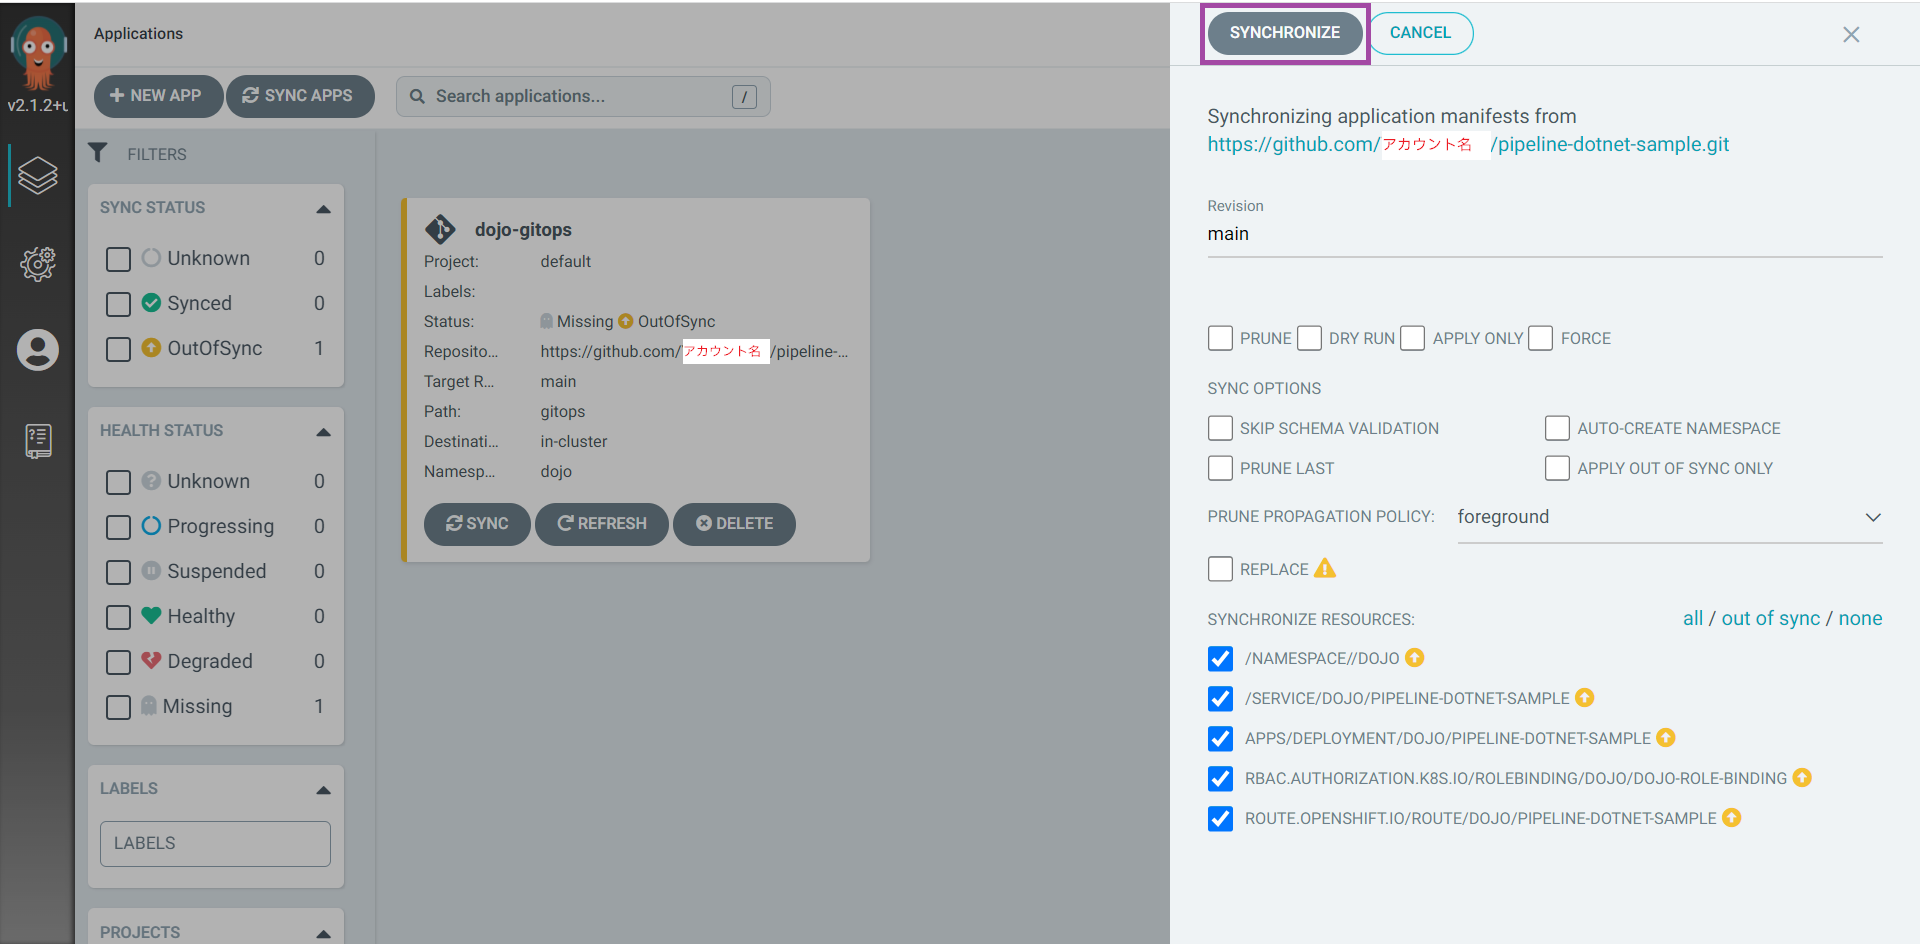 v2.1.2+u
Applications
NEW APP
SYNC APPS
Search applications...
/
FILTERS
SYNC STATUS
Unknown 0
Synced 0
OutOfSync 1
HEALTH STATUS
Unknown 0
Progressing 0
Suspended 0
Healthy 0
Degraded 0
Missing 1
LABELS
LABELS
PROJECTS
dojo-gitops
Project: default
Labels:
Status: Missing OutOfSync
Reposito... https://github.com/アカウント名/pipeline-...
Target R... main
Path: gitops
Destinati... in-cluster
Namesp... dojo
SYNC
REFRESH
DELETE
SYNCHRONIZE
CANCEL
Synchronizing application manifests from
https://github.com/アカウント名/pipeline-dotnet-sample.git
Revision
main
PRUNE DRY RUN APPLY ONLY FORCE
SYNC OPTIONS
SKIP SCHEMA VALIDATION AUTO-CREATE NAMESPACE
PRUNE LAST APPLY OUT OF SYNC ONLY
PRUNE PROPAGATION POLICY: foreground
REPLACE
SYNCHRONIZE RESOURCES: all / out of sync / none
/NAMESPACE//DOJO
/SERVICE/DOJO/PIPELINE-DOTNET-SAMPLE
APPS/DEPLOYMENT/DOJO/PIPELINE-DOTNET-SAMPLE
RBAC.AUTHORIZATION.K8S.IO/ROLEBINDING/DOJO/DOJO-ROLE-BINDING
ROUTE.OPENSHIFT.IO/ROUTE/DOJO/PIPELINE-DOTNET-SAMPLE